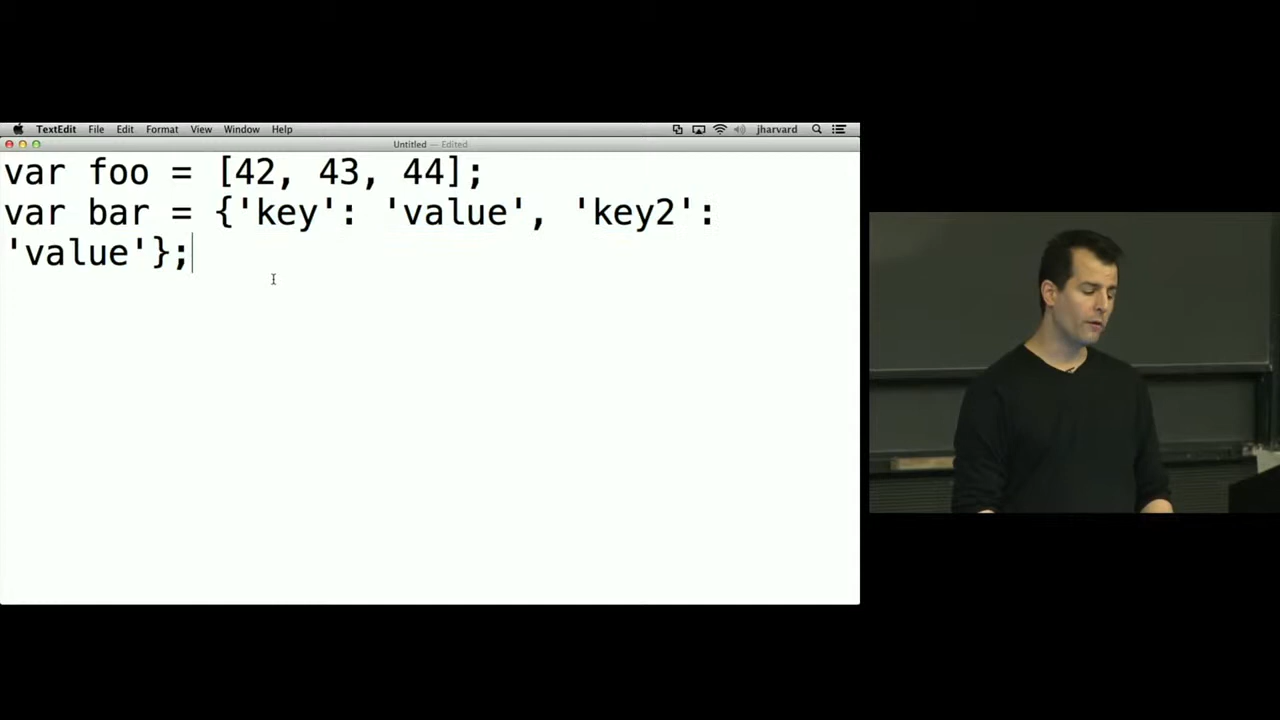 TextEdit File Edit Format View Window Help jharvard
Untitled — Edited
var foo = [42, 43, 44];
var bar = {'key': 'value', 'key2':
'value'};